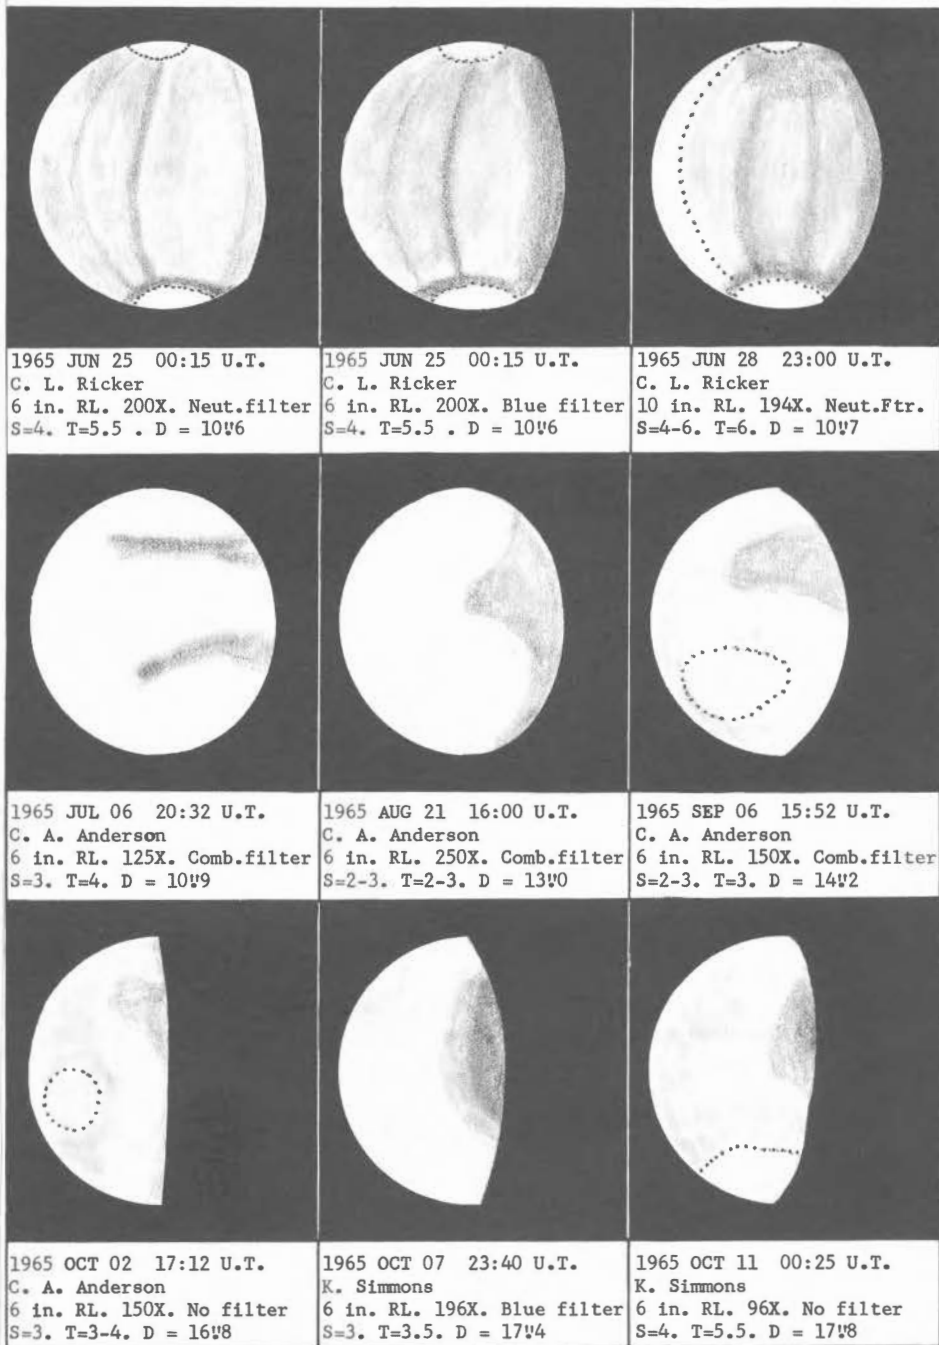 1965 JUN 25 00:15 U.T.
C. L. Ricker
6 in. RL. 200X. Neut.filter
S=4. T=5.5 . D = 10"6
1965 JUN 25 00:15 U.T.
C. L. Ricker
6 in. RL. 200X. Blue filter
S=4. T=5.5 . D = 10"6
1965 JUN 28 23:00 U.T.
C. L. Ricker
10 in. RL. 194X. Neut.Ftr.
S=4-6. T=6. D = 10"7
1965 JUL 06 20:32 U.T.
C. A. Anderson
6 in. RL. 125X. Comb.filter
S=3. T=4. D = 10"9
1965 AUG 21 16:00 U.T.
C. A. Anderson
6 in. RL. 250X. Comb.filter
S=2-3. T=2-3. D = 13"0
1965 SEP 06 15:52 U.T.
C. A. Anderson
6 in. RL. 150X. Comb.filter
S=2-3. T=3. D = 14"2
1965 OCT 02 17:12 U.T.
C. A. Anderson
6 in. RL. 150X. No filter
S=3. T=3-4. D = 16"8
1965 OCT 07 23:40 U.T.
K. Simmons
6 in. RL. 196X. Blue filter
S=3. T=3.5. D = 17"4
1965 OCT 11 00:25 U.T.
K. Simmons
6 in. RL. 96X. No filter
S=4. T=5.5. D = 17"8